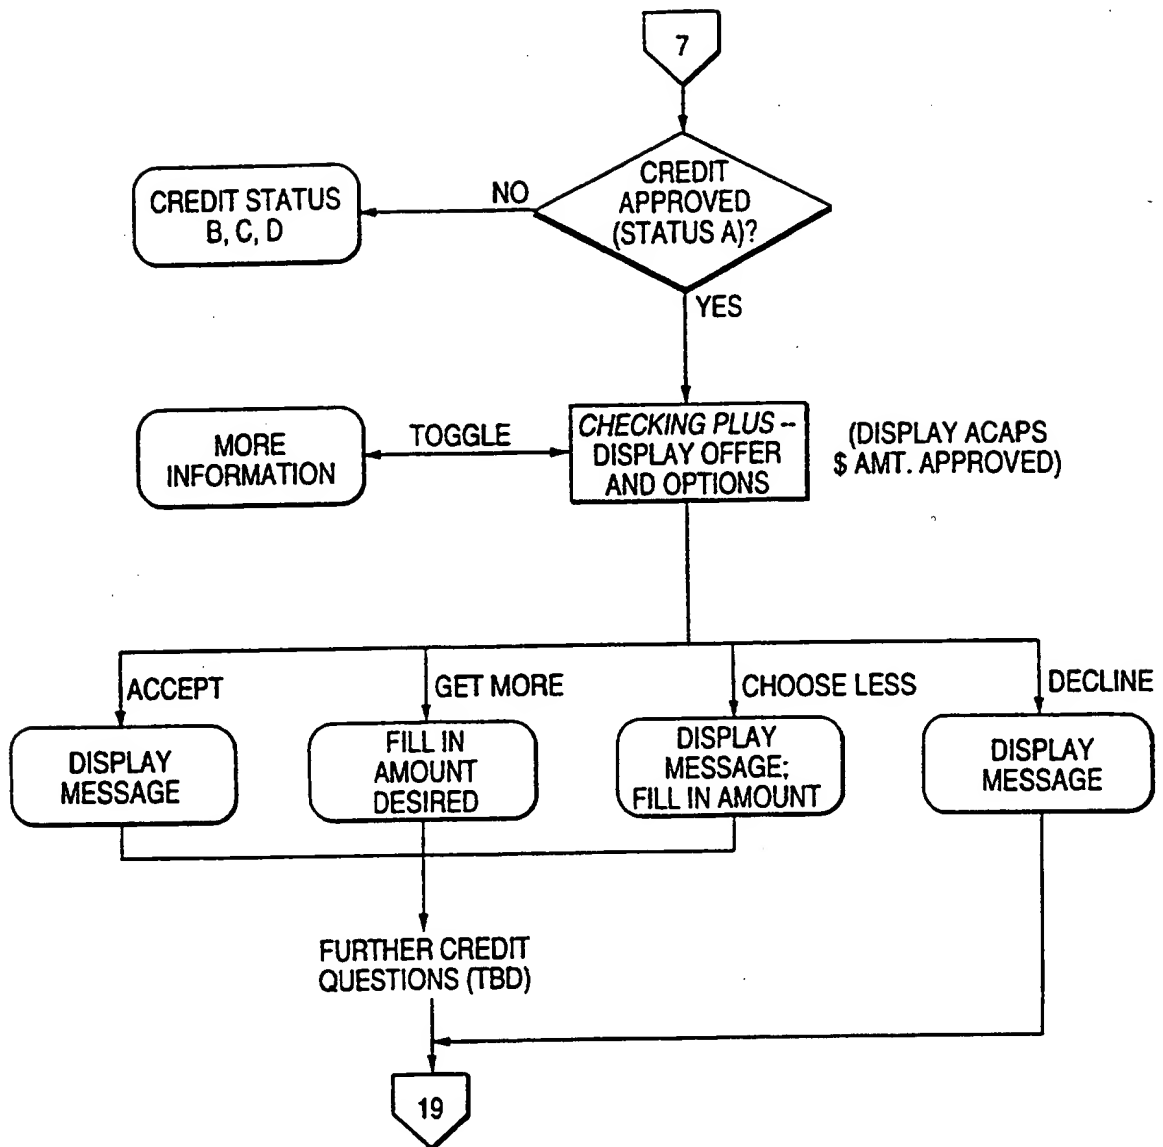 7
CREDIT
APPROVED
(STATUS A)?
NO
CREDIT STATUS
B, C, D
YES
MORE
INFORMATION
TOGGLE
CHECKING PLUS --
DISPLAY OFFER
AND OPTIONS
(DISPLAY ACAPS
$ AMT. APPROVED)
ACCEPT
GET MORE
CHOOSE LESS
DECLINE
DISPLAY
MESSAGE
FILL IN
AMOUNT
DESIRED
DISPLAY
MESSAGE;
FILL IN AMOUNT
DISPLAY
MESSAGE
FURTHER CREDIT
QUESTIONS (TBD)
19